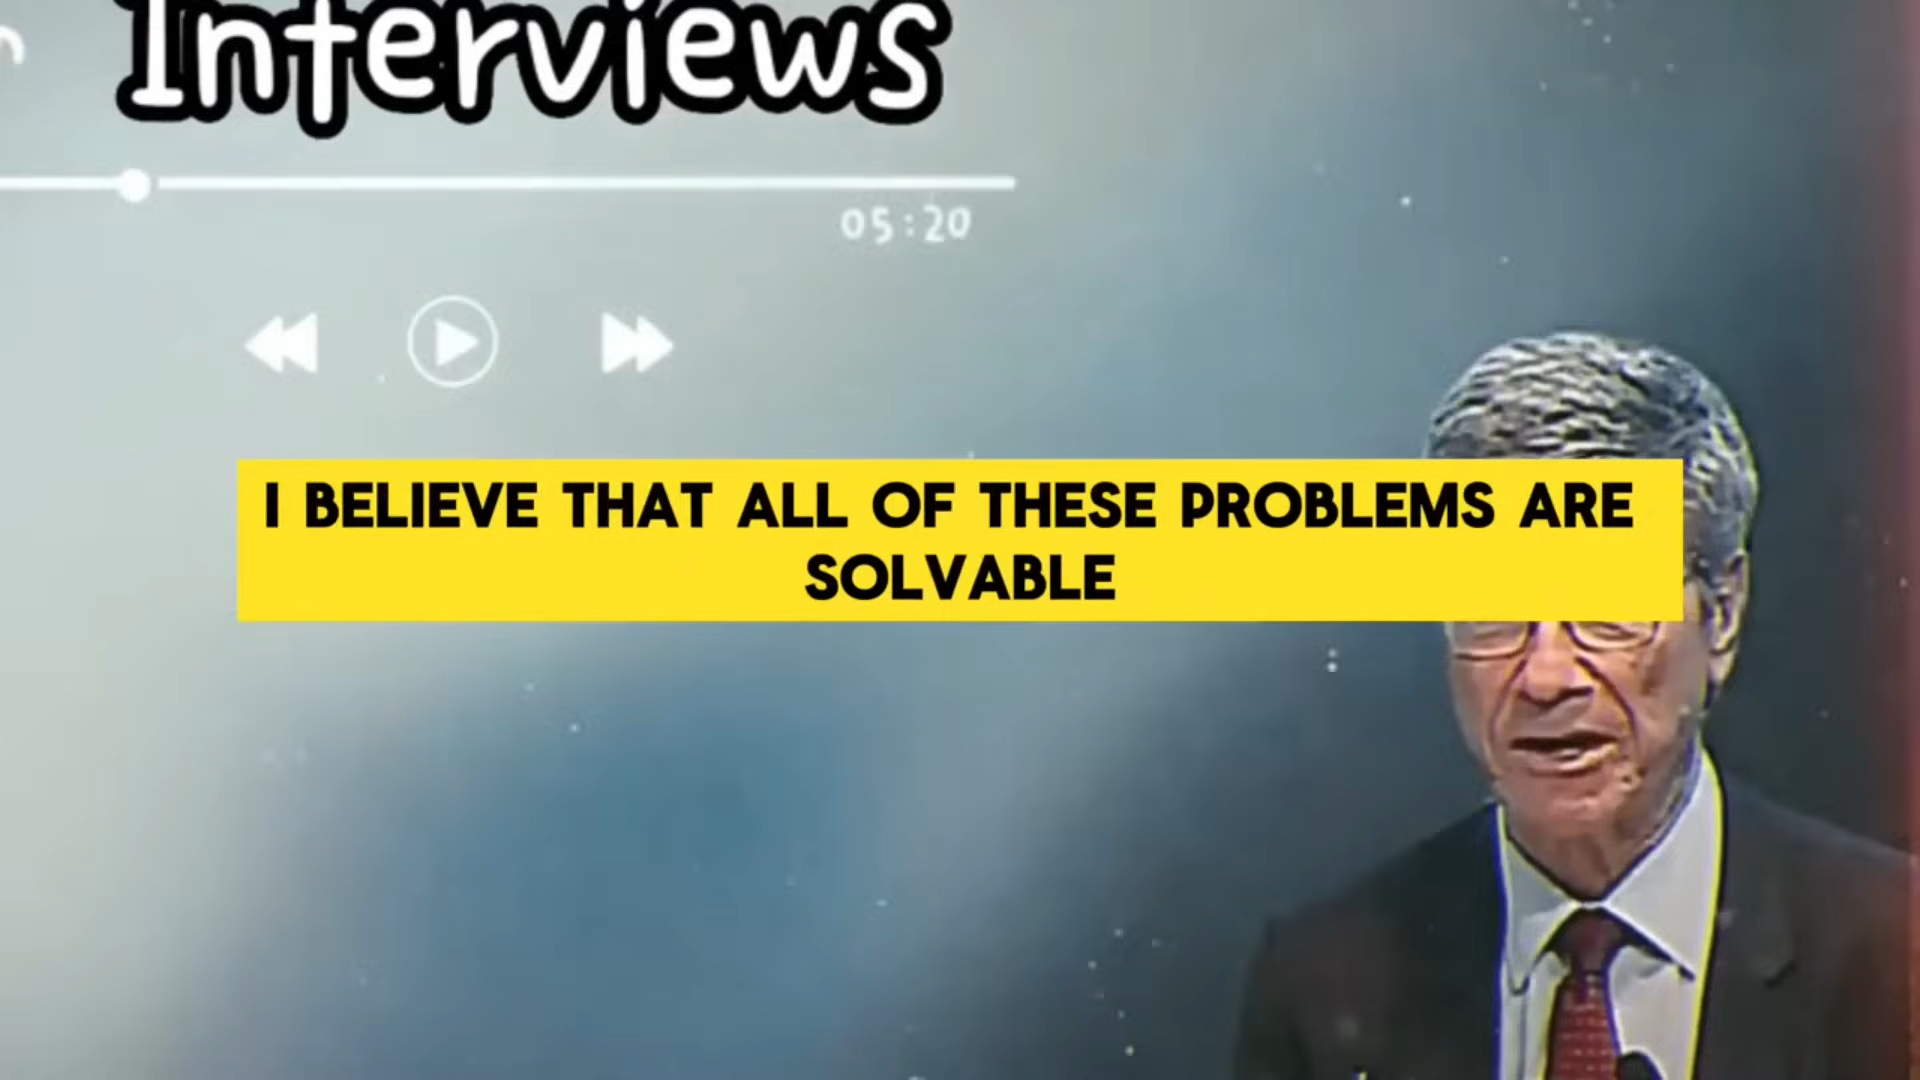 Interviews
05:20
I BELIEVE THAT ALL OF THESE PROBLEMS ARE
SOLVABLE